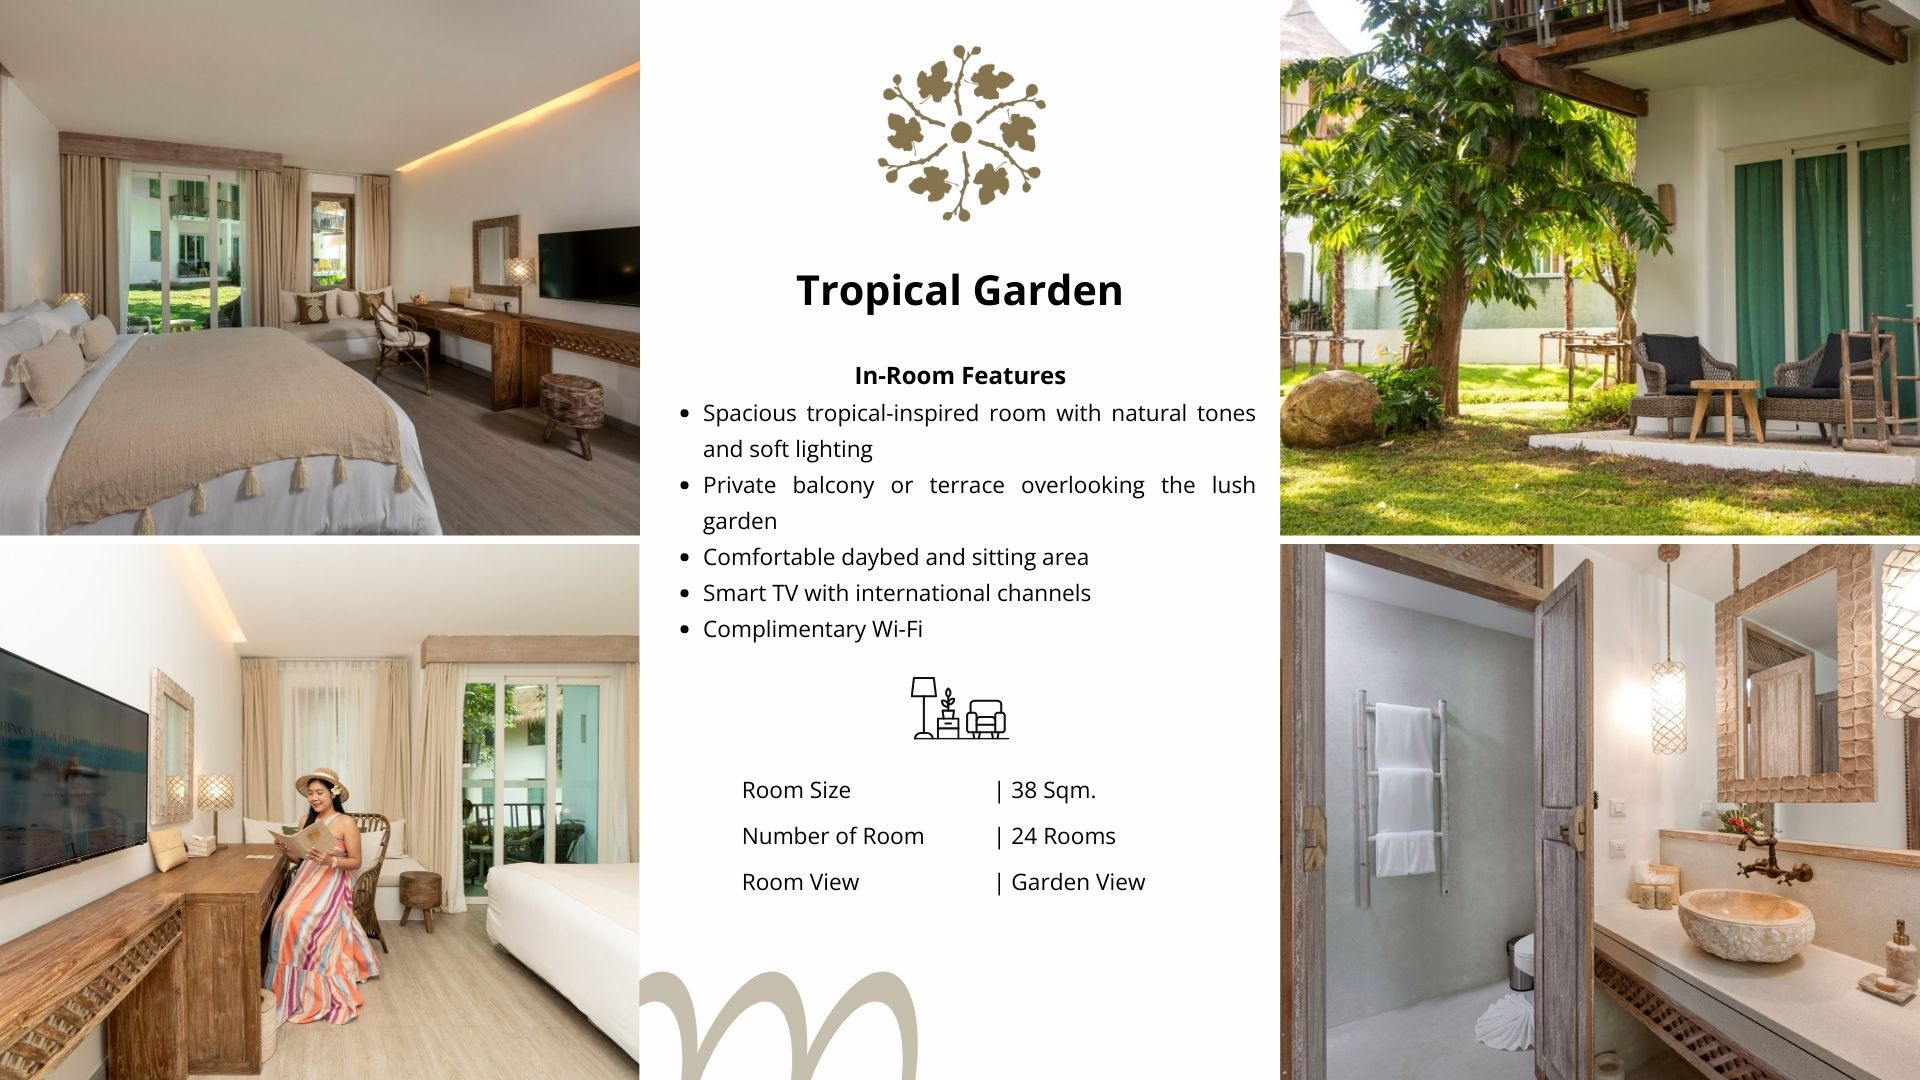 Tropical Garden
In-Room Features
• Spacious tropical-inspired room with natural tones
and soft lighting
• Private balcony or terrace overlooking the lush
garden
• Comfortable daybed and sitting area
• Smart TV with international channels
• Complimentary Wi-Fi
Room Size | 38 Sqm.
Number of Room | 24 Rooms
Room View | Garden View
m